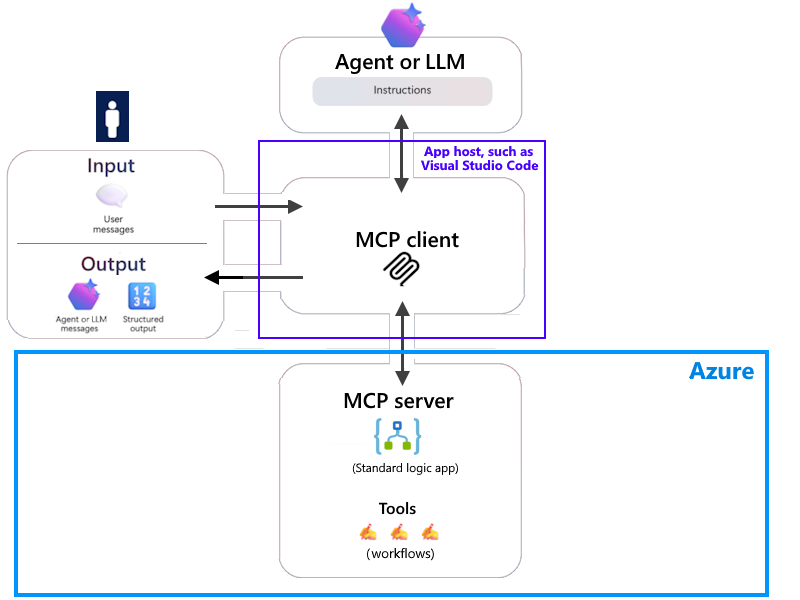 Agent or LLM
Instructions
App host, such as
Visual Studio Code
Input
User
messages
MCP client
Output
1 2
3 4
Agent or LLM
messages
Structured
output
Azure
MCP server
(Standard logic app)
Tools
(workflows)